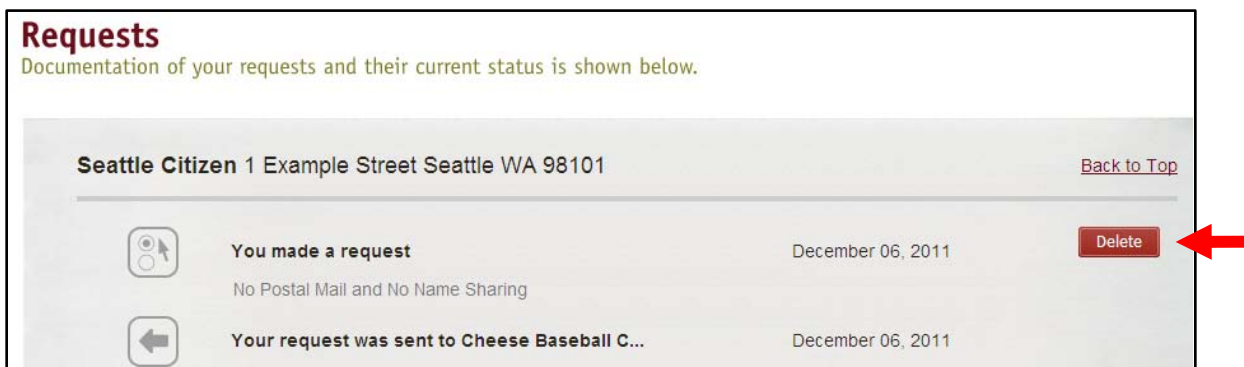 Requests
Documentation of your requests and their current status is shown below.
Seattle Citizen 1 Example Street Seattle WA 98101 Back to Top
You made a request December 06, 2011 Delete
No Postal Mail and No Name Sharing
Your request was sent to Cheese Baseball C... December 06, 2011